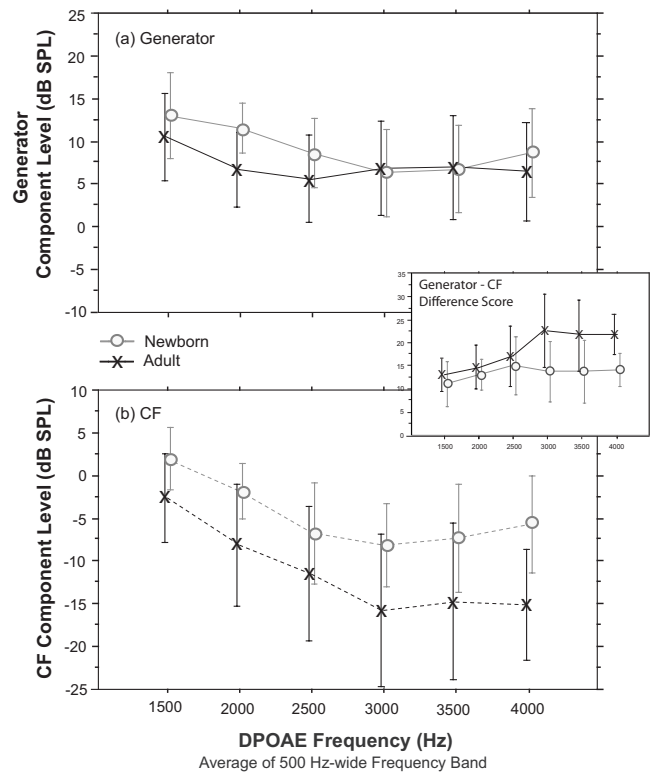 25
20
15
10
5
0
-5
-10
(a) Generator
Generator
Component Level (dB SPL)
Generator - CF
Difference Score
35
30
25
20
15
10
5
0
1500 2000 2500 3000 3500 4000
Newborn
Adult
10
5
0
-5
-10
-15
-20
-25
(b) CF
CF Component Level (dB SPL)
1500 2000 2500 3000 3500 4000
DPOAE Frequency (Hz)
Average of 500 Hz-wide Frequency Band